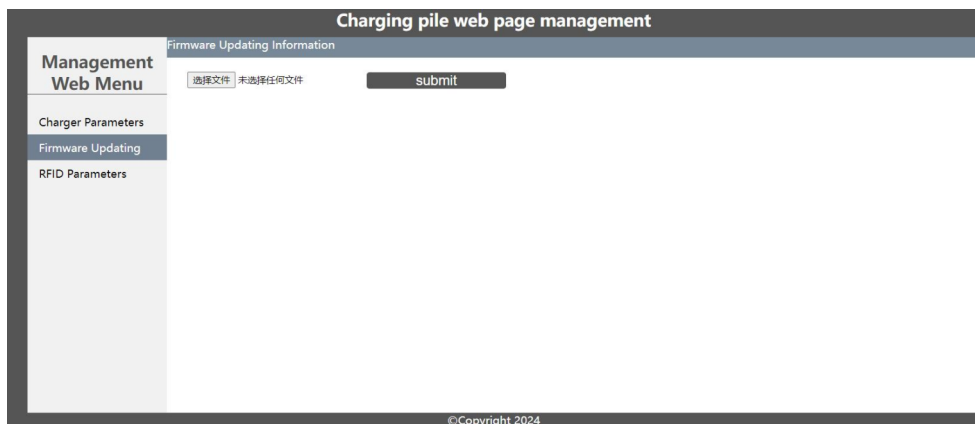 Charging pile web page management
Management
Web Menu
Charger Parameters
Firmware Updating
RFID Parameters
Firmware Updating Information
选择文件 未选择任何文件
submit
©Copyright 2024